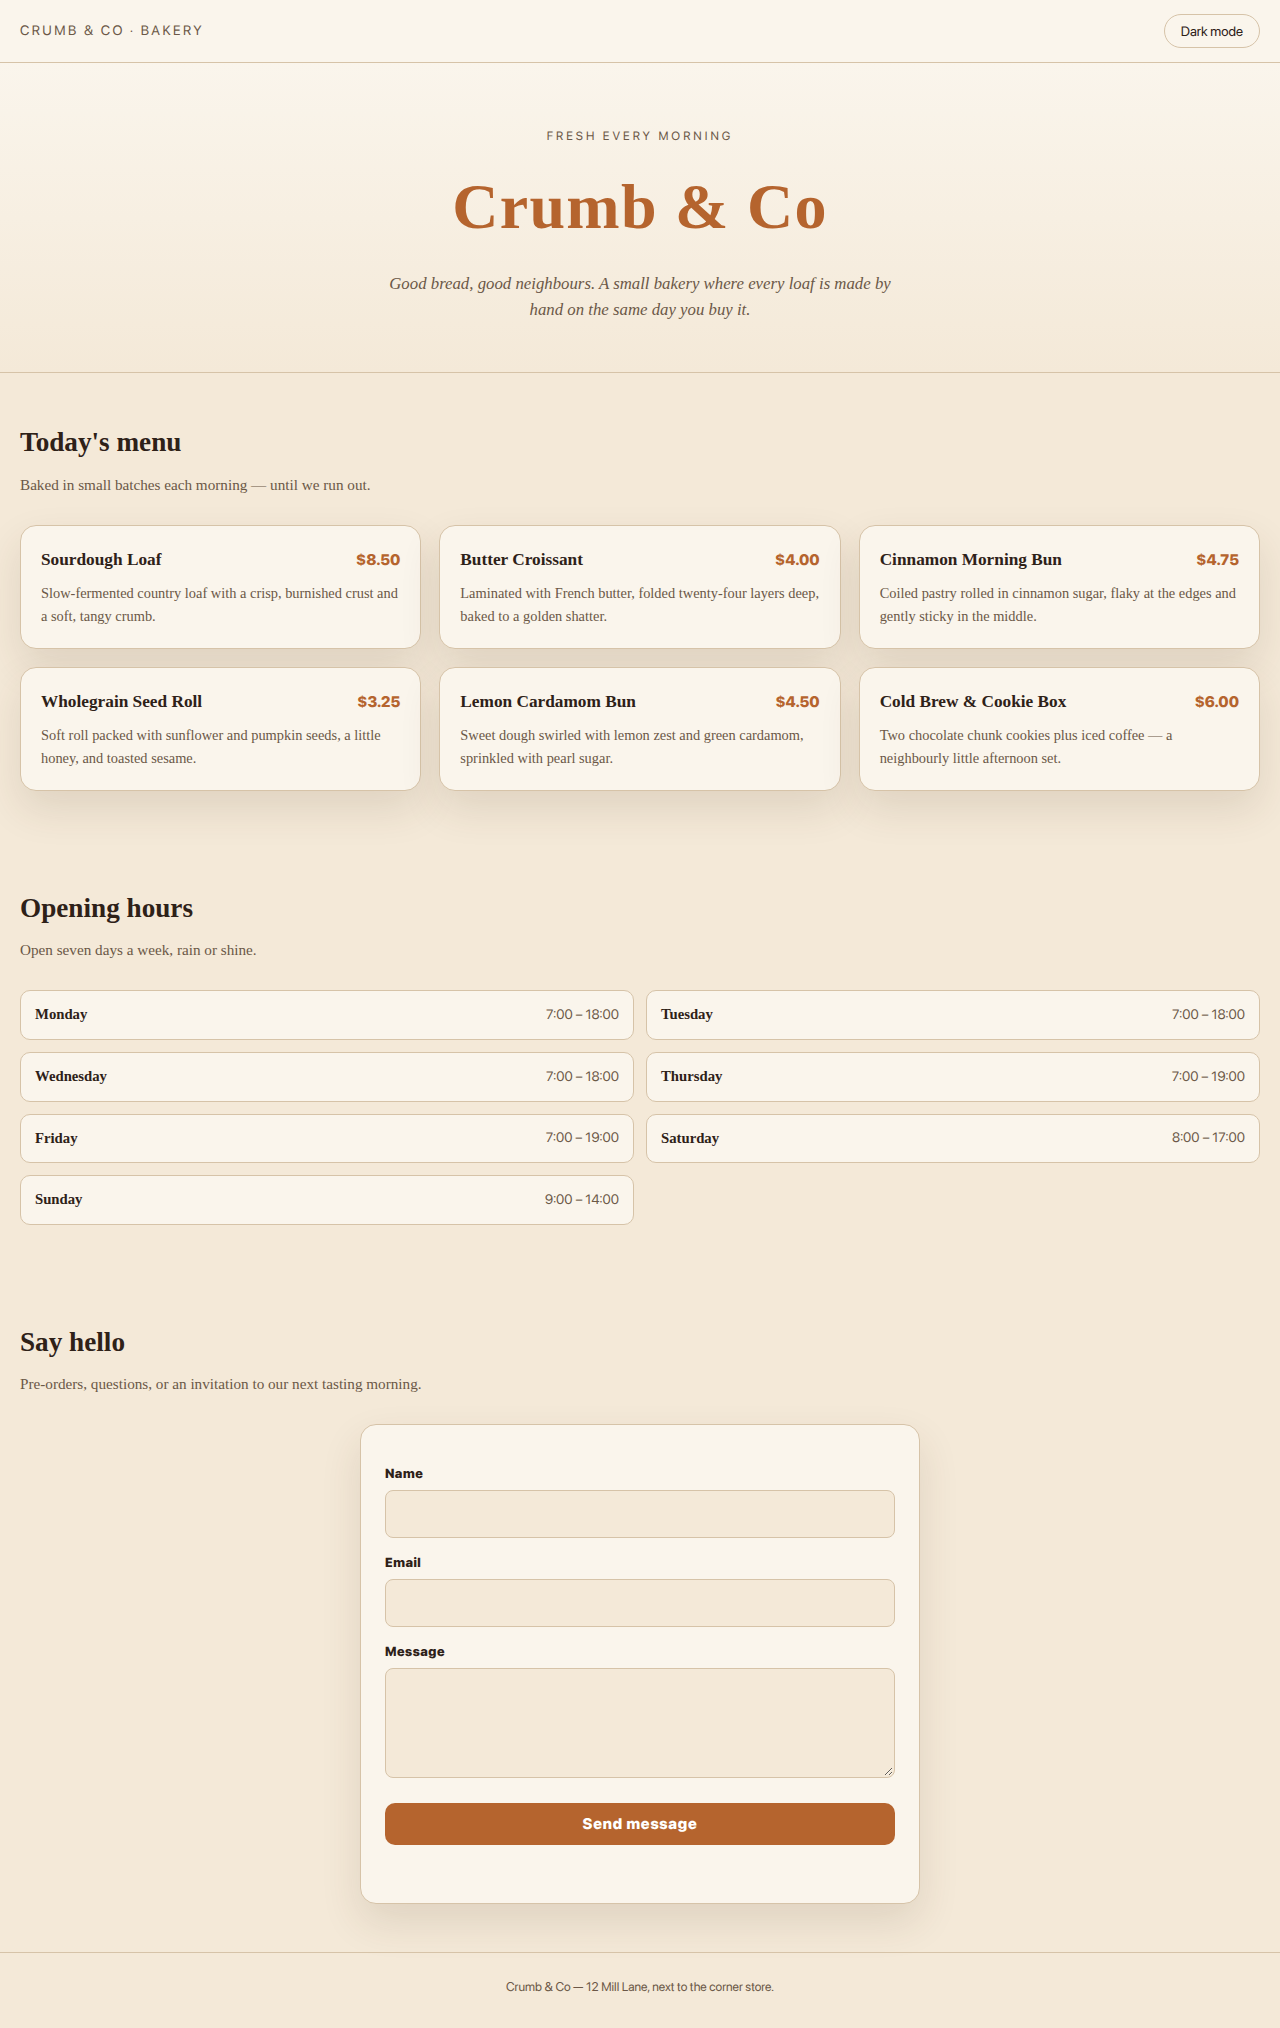 CRUMB & CO · BAKERY
Dark mode
FRESH EVERY MORNING
Crumb & Co
Good bread, good neighbours. A small bakery where every loaf is made by
hand on the same day you buy it.
Today's menu
Baked in small batches each morning — until we run out.
Sourdough Loaf $8.50
Slow-fermented country loaf with a crisp, burnished crust and
a soft, tangy crumb.
Butter Croissant $4.00
Laminated with French butter, folded twenty-four layers deep,
baked to a golden shatter.
Cinnamon Morning Bun $4.75
Coiled pastry rolled in cinnamon sugar, flaky at the edges and
gently sticky in the middle.
Wholegrain Seed Roll $3.25
Soft roll packed with sunflower and pumpkin seeds, a little
honey, and toasted sesame.
Lemon Cardamom Bun $4.50
Sweet dough swirled with lemon zest and green cardamom,
sprinkled with pearl sugar.
Cold Brew & Cookie Box $6.00
Two chocolate chunk cookies plus iced coffee — a
neighbourly little afternoon set.
Opening hours
Open seven days a week, rain or shine.
Monday 7:00 – 18:00
Tuesday 7:00 – 18:00
Wednesday 7:00 – 18:00
Thursday 7:00 – 19:00
Friday 7:00 – 19:00
Saturday 8:00 – 17:00
Sunday 9:00 – 14:00
Say hello
Pre-orders, questions, or an invitation to our next tasting morning.
Name
Email
Message
Send message
Crumb & Co — 12 Mill Lane, next to the corner store.